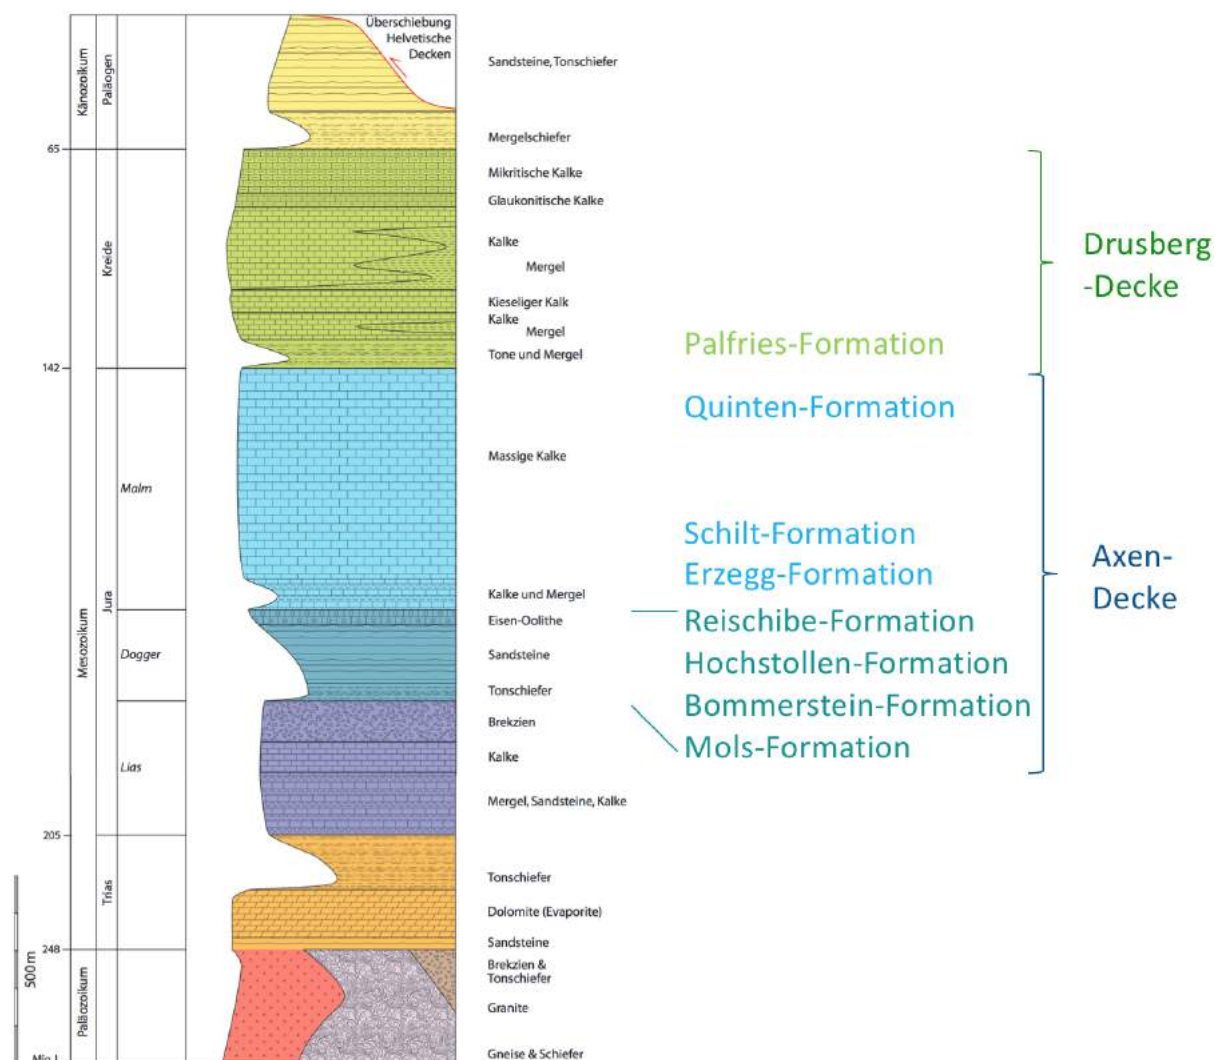 Überschiebung
Helvetische
Decken
Känozoikum
Paläogen
Sandsteine, Tonschiefer
Mergelschiefer
65
Mikritische Kalke
Glaukonitische Kalke
Kreide
Kalke
Mergel
Kieseliger Kalk
Kalke
Mergel
Tone und Mergel
142
Drusberg
-Decke
Palfries-Formation
Quinten-Formation
Mesozoikum
Jura
Malm
Massige Kalke
Schilt-Formation
Erzegg-Formation
Axen-
Decke
Kalke und Mergel
Eisen-Oolithe
Reischibe-Formation
Dogger
Sandsteine
Hochstollen-Formation
Tonschiefer
Bommerstein-Formation
Brekzien
Mols-Formation
Kalke
Lias
Mergel, Sandsteine, Kalke
205
Trias
Tonschiefer
Dolomite (Evaporite)
Sandsteine
248
Brekzien &
Tonschiefer
500 m
Paläozoikum
Granite
Gneise & Schiefer